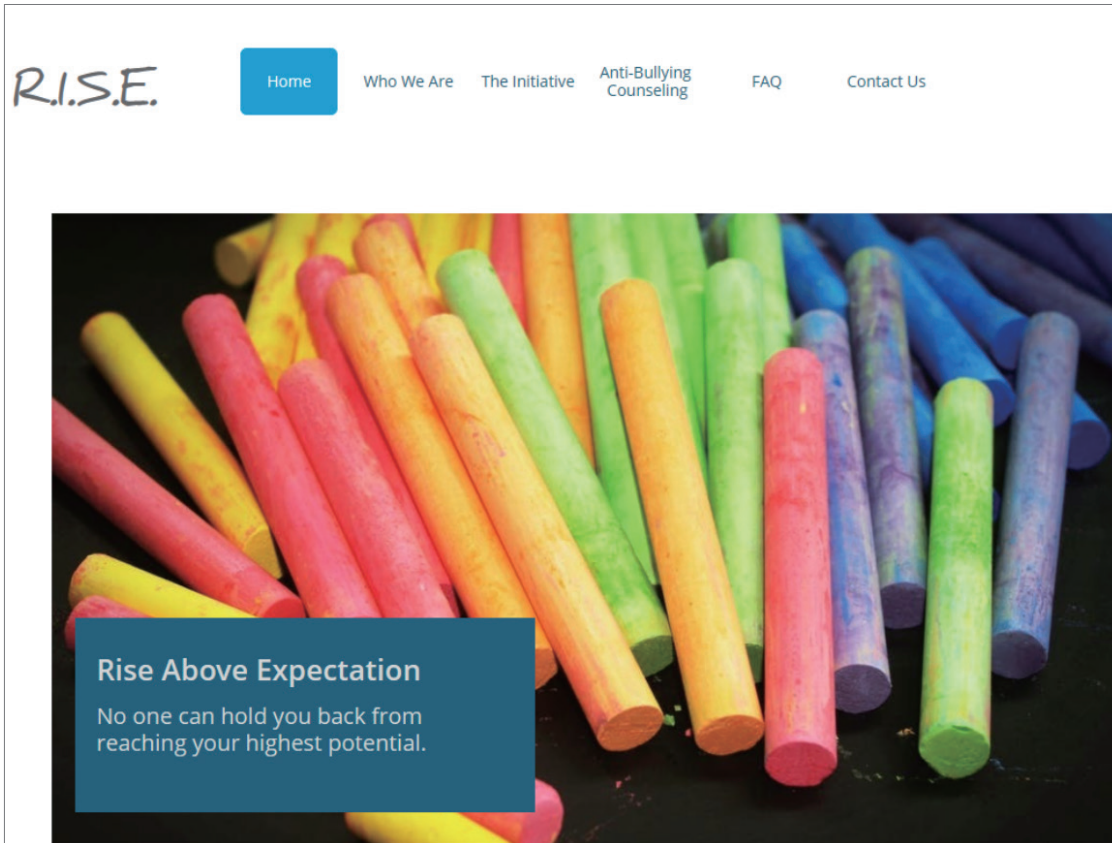 R.I.S.E.
Home
Who We Are
The Initiative
Anti-Bullying
Counseling
FAQ
Contact Us
Rise Above Expectation
No one can hold you back from
reaching your highest potential.